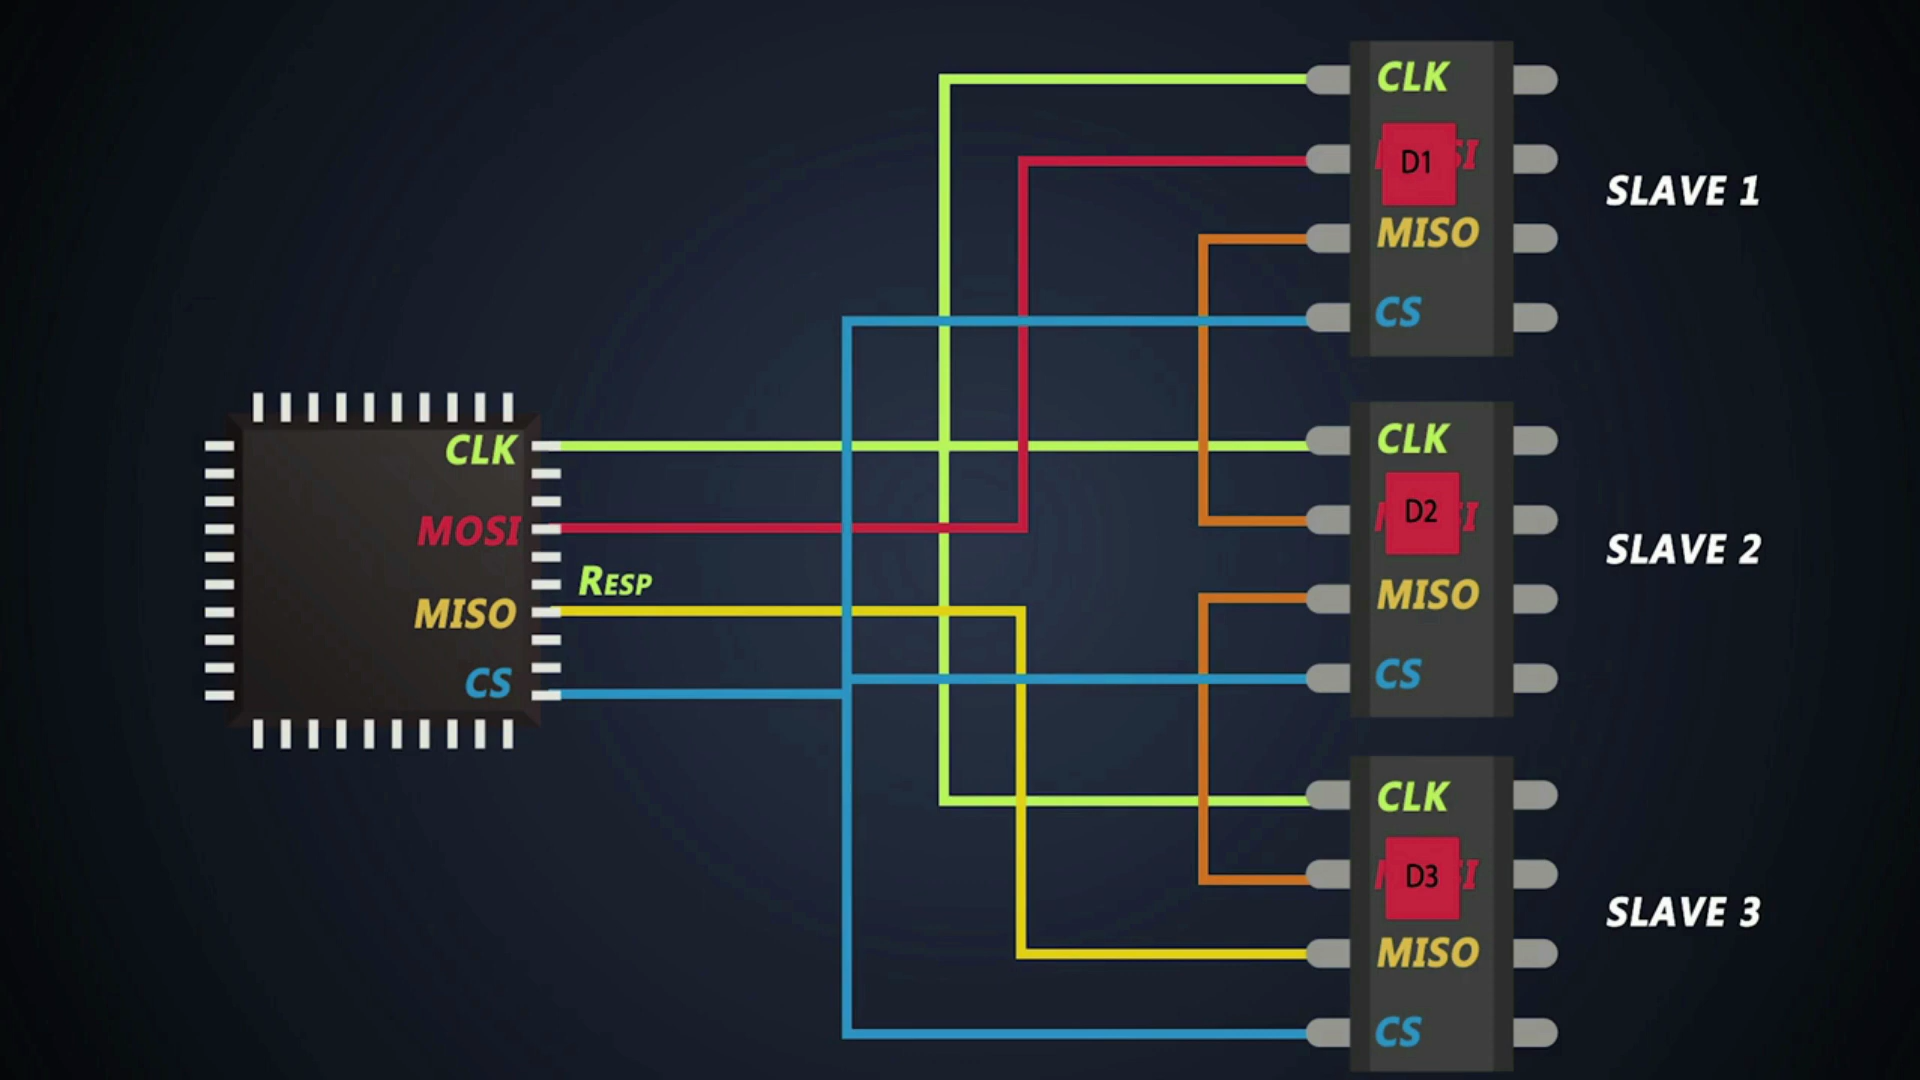 CLK
MOSI
RESP
MISO
CS
CLK
D1
MISO
CS
SLAVE 1
CLK
D2
MISO
CS
SLAVE 2
CLK
D3
MISO
CS
SLAVE 3